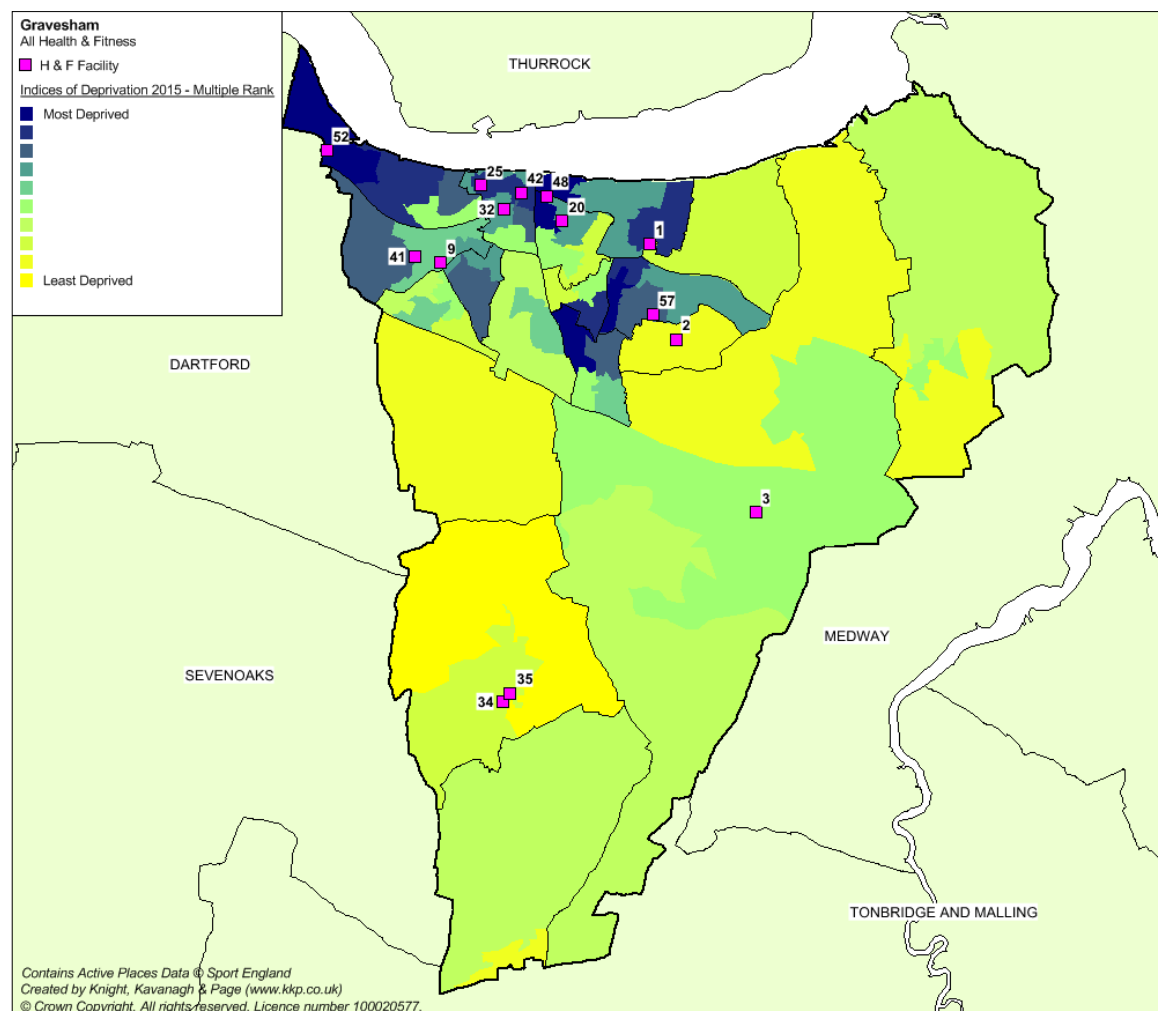 Gravesham
All Health & Fitness
H & F Facility
Indices of Deprivation 2015 - Multiple Rank
Most Deprived
Least Deprived
THURROCK
52
25
42
48
32
20
1
41
9
57
2
DARTFORD
3
MEDWAY
SEVENOAKS
35
34
TONBRIDGE AND MALLING
Contains Active Places Data © Sport England
Created by Knight, Kavanagh & Page (www.kkp.co.uk)
© Crown Copyright. All rights reserved. Licence number 100020577.